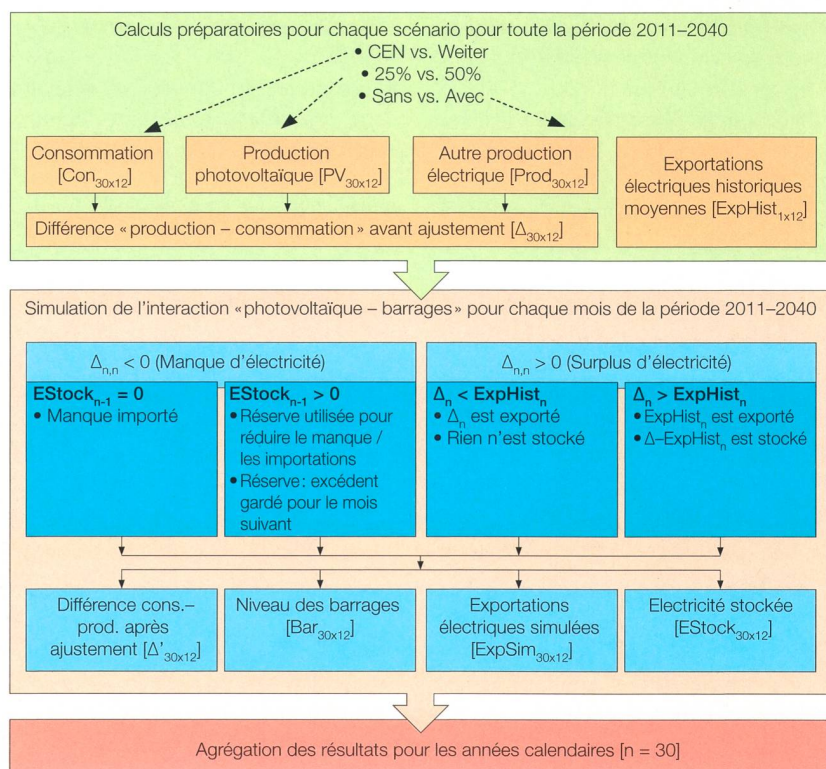 Calculs préparatoires pour chaque scénario pour toute la période 2011–2040
• CEN vs. Weiter
• 25% vs. 50%
• Sans vs. Avec
Consommation
[Con30x12]
Production
photovoltaïque [PV30x12]
Autre production
électrique [Prod30x12]
Exportations
électriques historiques
moyennes [ExpHist1x12]
Différence «production – consommation» avant ajustement [Δ30x12]
Simulation de l'interaction «photovoltaïque – barrages» pour chaque mois de la période 2011–2040
Δn,n < 0 (Manque d'électricité)
Δn,n > 0 (Surplus d'électricité)
EStockn-1 = 0
• Manque importé
EStockn-1 > 0
• Réserve utilisée pour
réduire le manque /
les importations
• Réserve: excédent
gardé pour le mois
suivant
Δn < ExpHistn
• Δn est exporté
• Rien n'est stocké
Δn > ExpHistn
• ExpHistn est exporté
• Δ–ExpHistn est stocké
Différence cons.–
prod. après
ajustement [Δ'30x12]
Niveau des barrages
[Bar30x12]
Exportations
électriques simulées
[ExpSim30x12]
Electricité stockée
[EStock30x12]
Agrégation des résultats pour les années calendaires [n = 30]